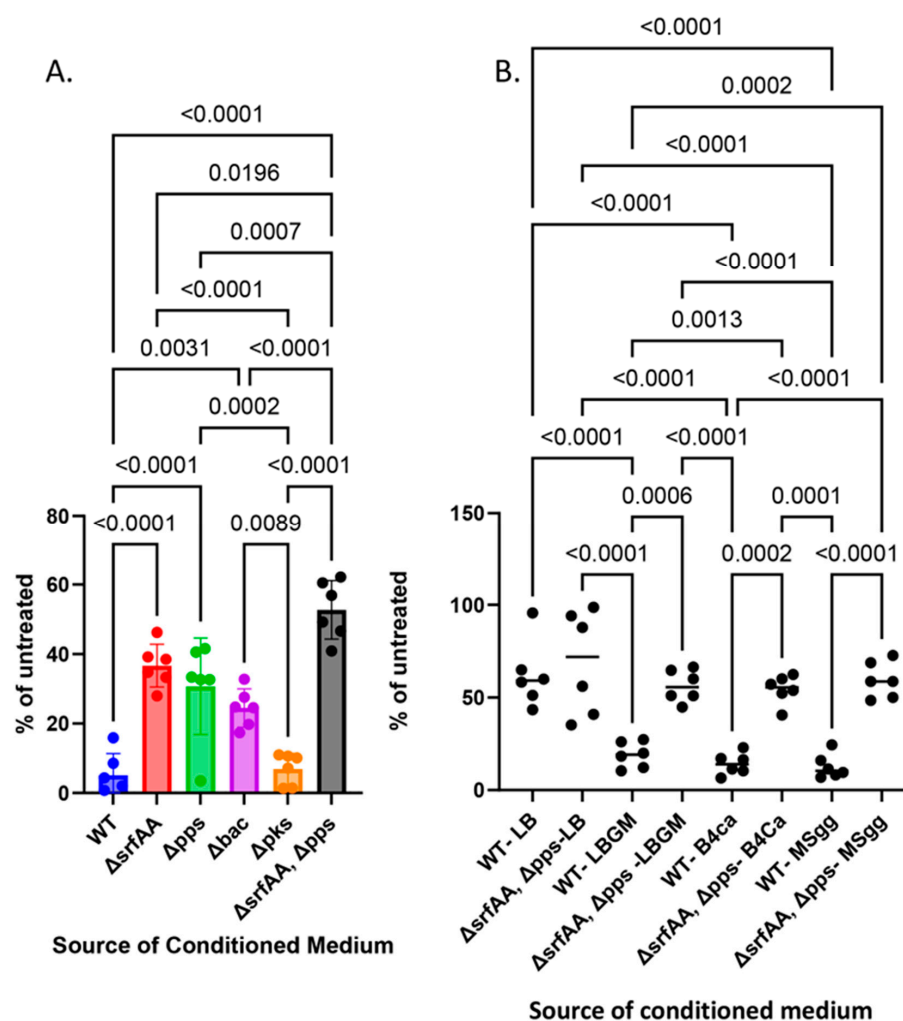 A.
<0.0001
0.0196
0.0007
<0.0001
0.0031
<0.0001
0.0002
<0.0001
<0.0001
<0.0001
0.0089
% of untreated
80
60
40
20
0
WT
ΔsrfAA
Δpps
Δbac
Δpks
ΔsrfAA, Δpps
Source of Conditioned Medium
B.
<0.0001
0.0002
<0.0001
<0.0001
<0.0001
0.0013
<0.0001
<0.0001
<0.0001
<0.0001
0.0006
0.0001
<0.0001
0.0002
<0.0001
% of untreated
150
100
50
0
WT- LB
ΔsrfAA, Δpps-LB
WT- LBGM
ΔsrfAA, Δpps -LBGM
WT- B4ca
ΔsrfAA, Δpps- B4Ca
WT- MSgg
ΔsrfAA, Δpps- MSgg
Source of conditioned medium